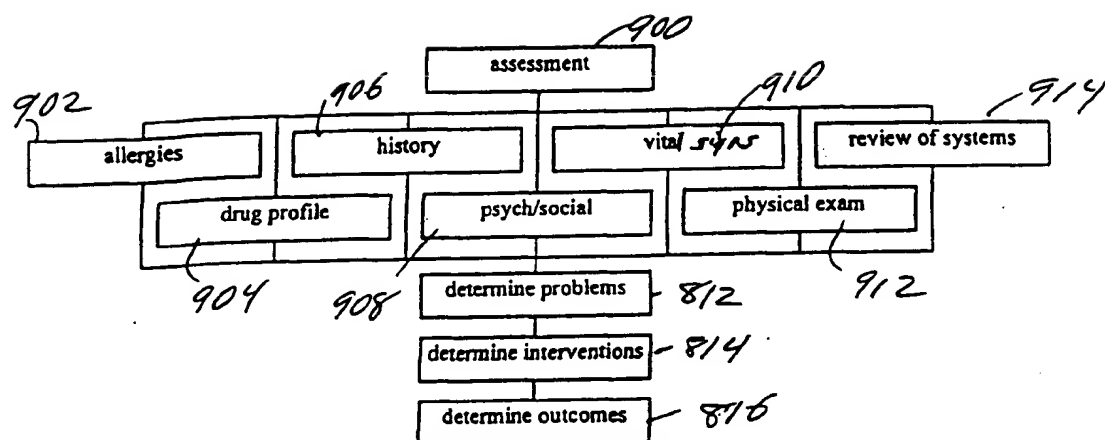 900
assessment
902
906
910
914
allergies
history
vital signs
review of systems
drug profile
psych/social
physical exam
904
908
912
determine problems
812
determine interventions
814
determine outcomes
816